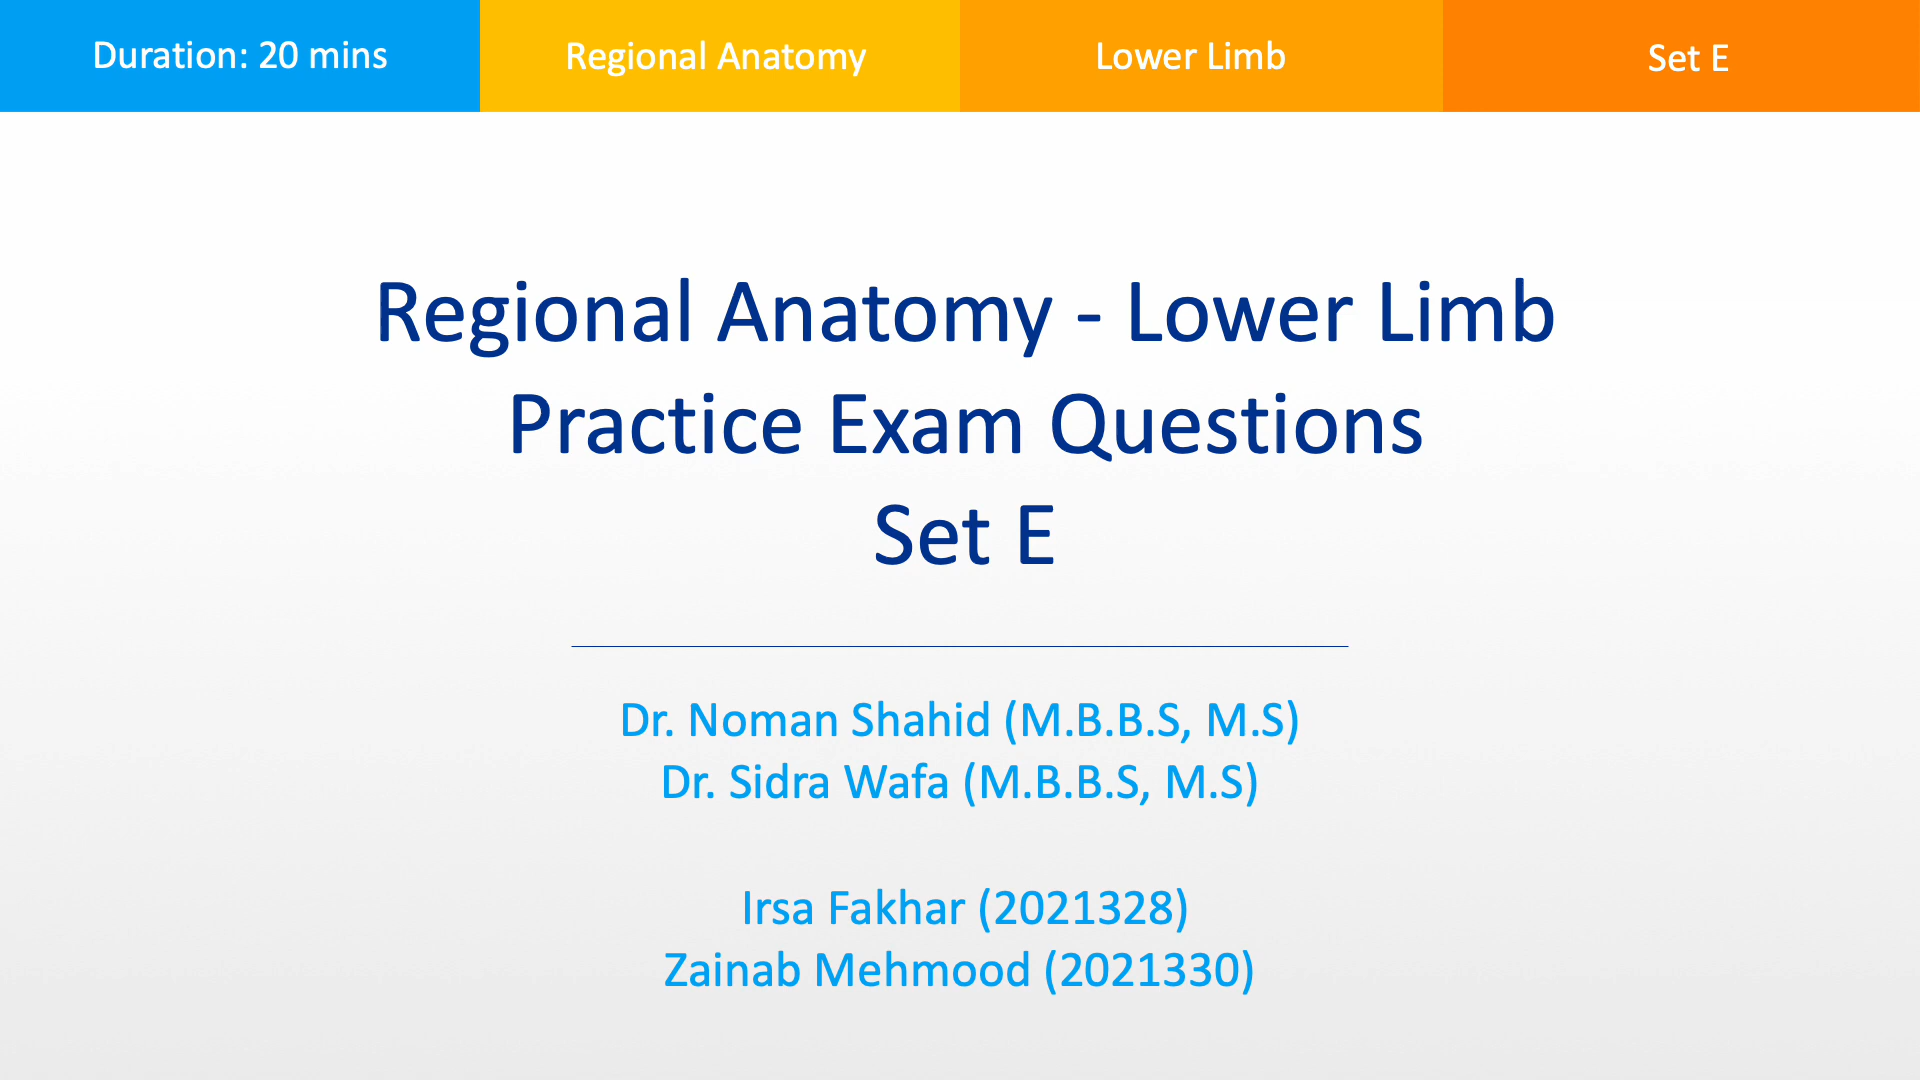 Duration: 20 mins
Regional Anatomy
Lower Limb
Set E
Regional Anatomy - Lower Limb
Practice Exam Questions
Set E
Dr. Noman Shahid (M.B.B.S, M.S)
Dr. Sidra Wafa (M.B.B.S, M.S)
Irsa Fakhar (2021328)
Zainab Mehmood (2021330)